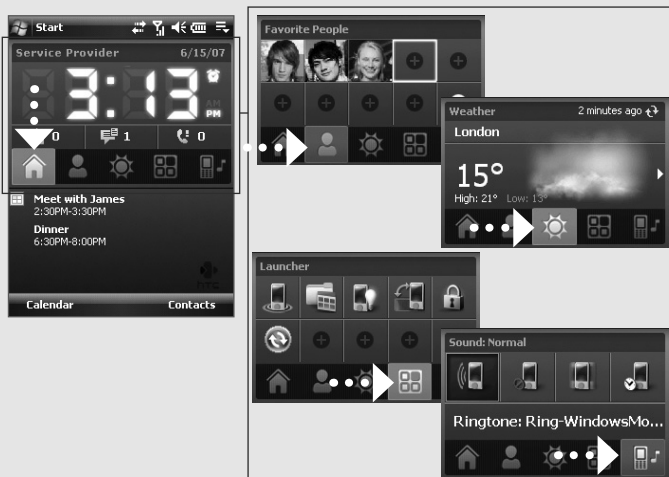 Start
Service Provider 6/15/07
3:13
AM
PM
0 1 0
Meet with James
2:30PM-3:30PM
Dinner
6:30PM-8:00PM
hTC
Calendar Contacts
Favorite People
Weather 2 minutes ago
London
15°
High: 21° Low: 13°
Launcher
Sound: Normal
Ringtone: Ring-WindowsMo...